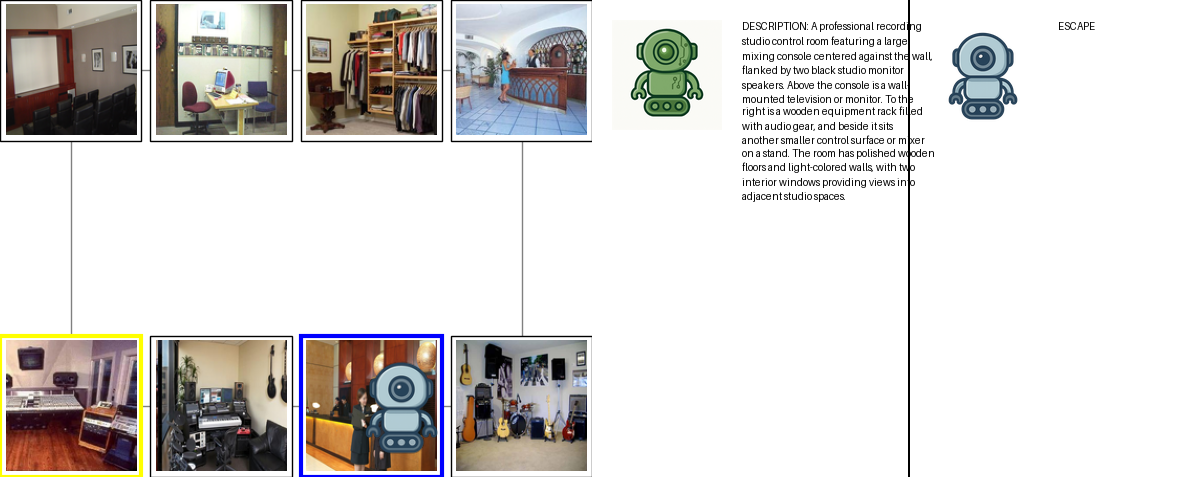 DESCRIPTION: A professional recording
studio control room featuring a large
mixing console centered against the wall,
flanked by two black studio monitor
speakers. Above the console is a wall-
mounted television or monitor. To the
right is a wooden equipment rack filled
with audio gear, and beside it sits
another smaller control surface or mixer
on a stand. The room has polished wooden
floors and light-colored walls, with two
interior windows providing views into
adjacent studio spaces.
ESCAPE